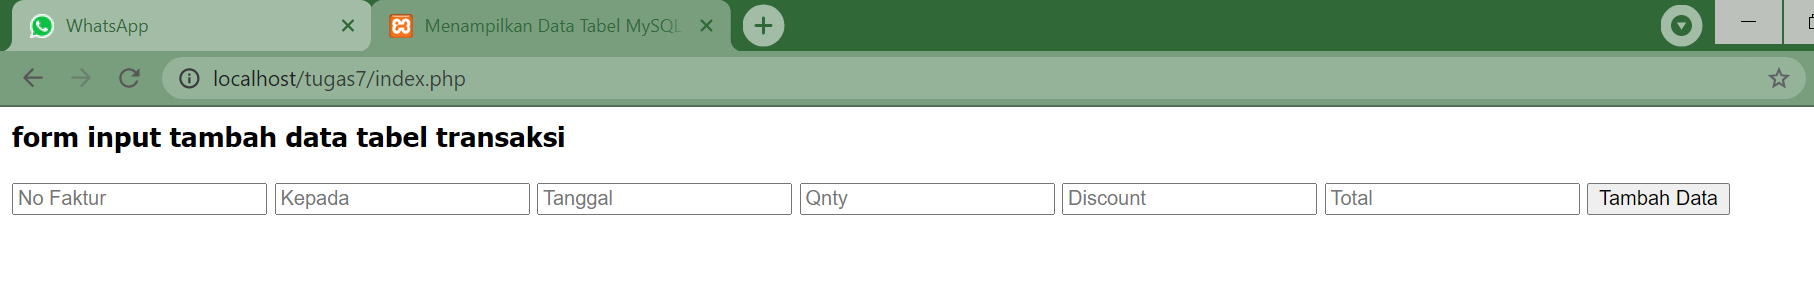 WhatsApp
Menampilkan Data Tabel MySQL
localhost/tugas7/index.php
form input tambah data tabel transaksi
No Faktur Kepada Tanggal Qnty Discount Total Tambah Data